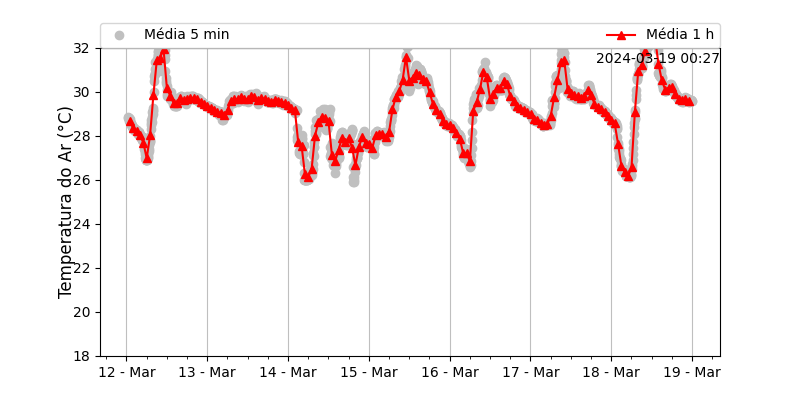 Média 5 min
Média 1 h
2024-03-19 00:27
Temperatura do Ar (°C)
32
30
28
26
24
22
20
18
12 - Mar
13 - Mar
14 - Mar
15 - Mar
16 - Mar
17 - Mar
18 - Mar
19 - Mar